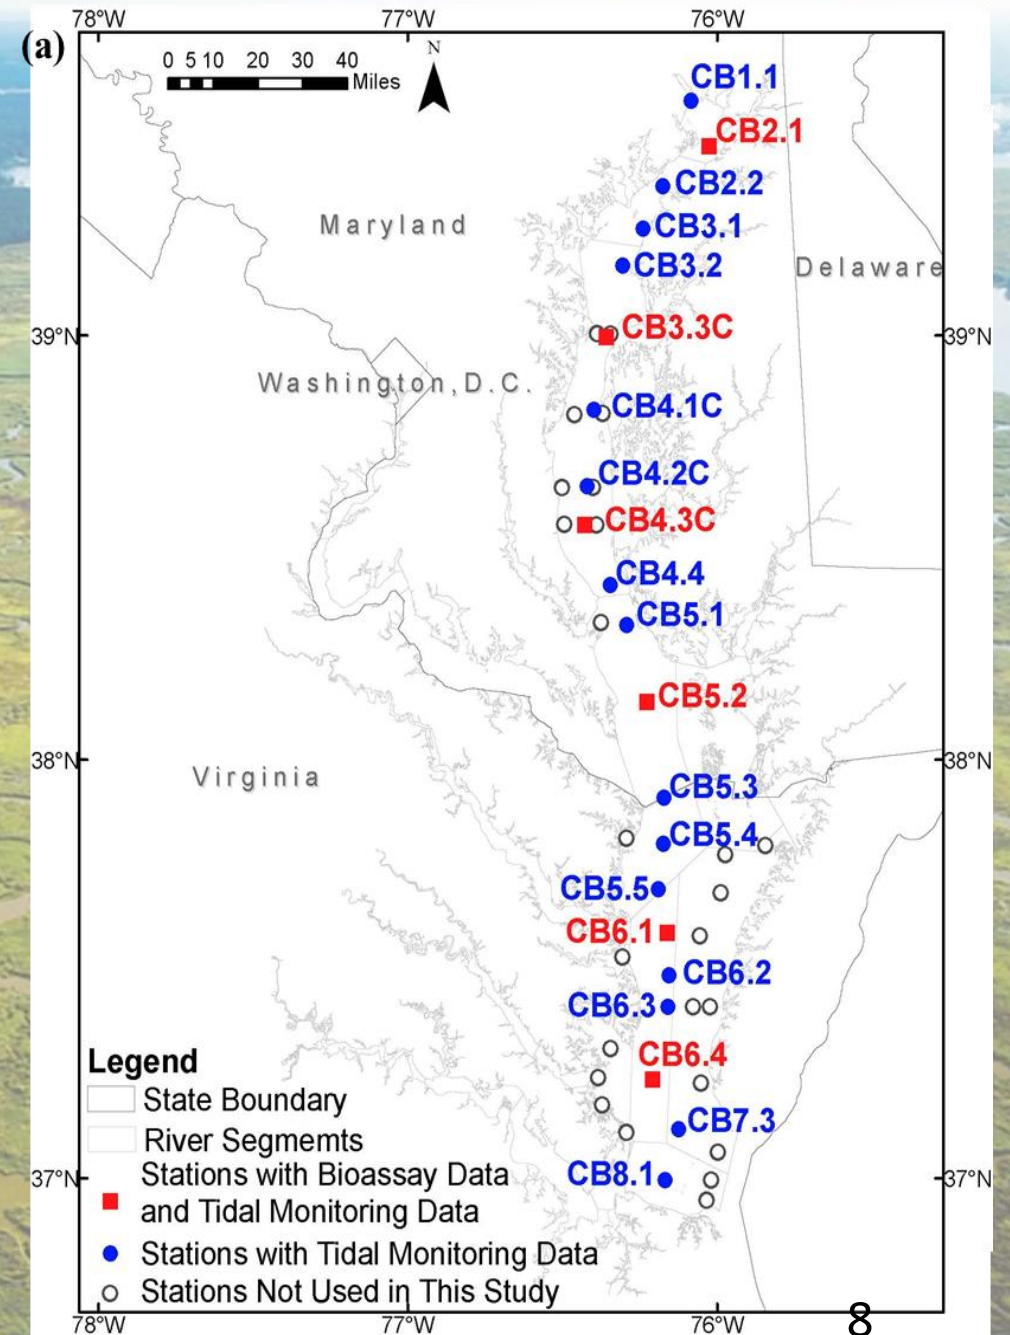 78°W 77°W 76°W
(a)
0 5 10 20 30 40
Miles
N
CB1.1
CB2.1
CB2.2
CB3.1
Maryland
CB3.2
Delaware
CB3.3C
39°N 39°N
Washington, D.C.
CB4.1C
CB4.2C
CB4.3C
CB4.4
CB5.1
CB5.2
38°N 38°N
Virginia
CB5.3
CB5.4
CB5.5
CB6.1
CB6.2
CB6.3
CB6.4
Legend
State Boundary
CB7.3
River Segmemts
Stations with Bioassay Data
and Tidal Monitoring Data
CB8.1
37°N 37°N
Stations with Tidal Monitoring Data
Stations Not Used in This Study
8
78°W 77°W 76°W